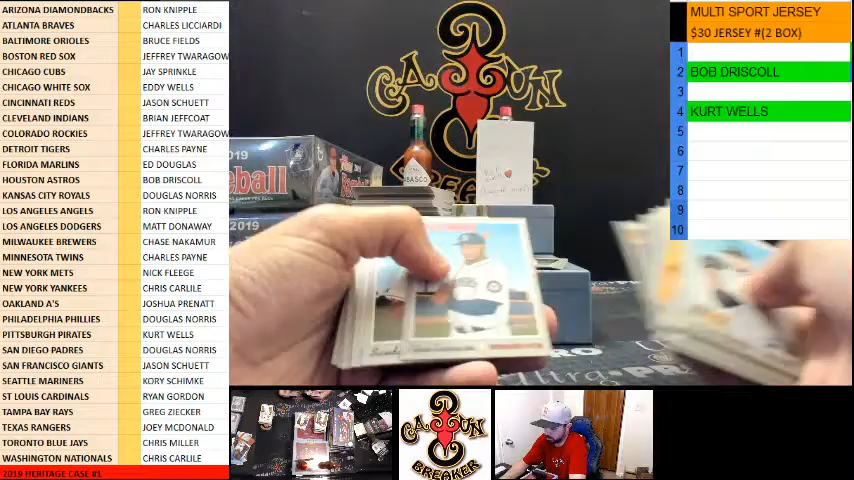 ARIZONA DIAMONDBACKS RON KNIPPLE
ATLANTA BRAVES CHARLES LICCIARDI
BALTIMORE ORIOLES BRUCE FIELDS
BOSTON RED SOX JEFFREY TWARAGOW
CHICAGO CUBS JAY SPRINKLE
CHICAGO WHITE SOX EDDY WELLS
CINCINNATI REDS JASON SCHUETT
CLEVELAND INDIANS BRIAN JEFFCOAT
COLORADO ROCKIES JEFFREY TWARAGOW
DETROIT TIGERS CHARLES PAYNE
FLORIDA MARLINS ED DOUGLAS
HOUSTON ASTROS BOB DRISCOLL
KANSAS CITY ROYALS DOUGLAS NORRIS
LOS ANGELES ANGELS RON KNIPPLE
LOS ANGELES DODGERS MATT DONAWAY
MILWAUKEE BREWERS CHASE NAKAMUR
MINNESOTA TWINS CHARLES PAYNE
NEW YORK METS NICK FLEEGE
NEW YORK YANKEES CHRIS CARLILE
OAKLAND A'S JOSHUA PRENATT
PHILADELPHIA PHILLIES DOUGLAS NORRIS
PITTSBURGH PIRATES KURT WELLS
SAN DIEGO PADRES DOUGLAS NORRIS
SAN FRANCISCO GIANTS JASON SCHUETT
SEATTLE MARINERS KORY SCHIMKE
ST LOUIS CARDINALS RYAN GORDON
TAMPA BAY RAYS GREG ZIECKER
TEXAS RANGERS JOEY MCDONALD
TORONTO BLUE JAYS CHRIS MILLER
WASHINGTON NATIONALS CHRIS CARLILE
2019 HERITAGE CASE #1
MULTI SPORT JERSEY
$30 JERSEY #(2 BOX)
1
2 BOB DRISCOLL
3
4 KURT WELLS
5
6
7
8
9
10
CAJUN
BREAKER
2019
eball
2019
TABASCO
Ultra PRO
CAJUN
BREAKER